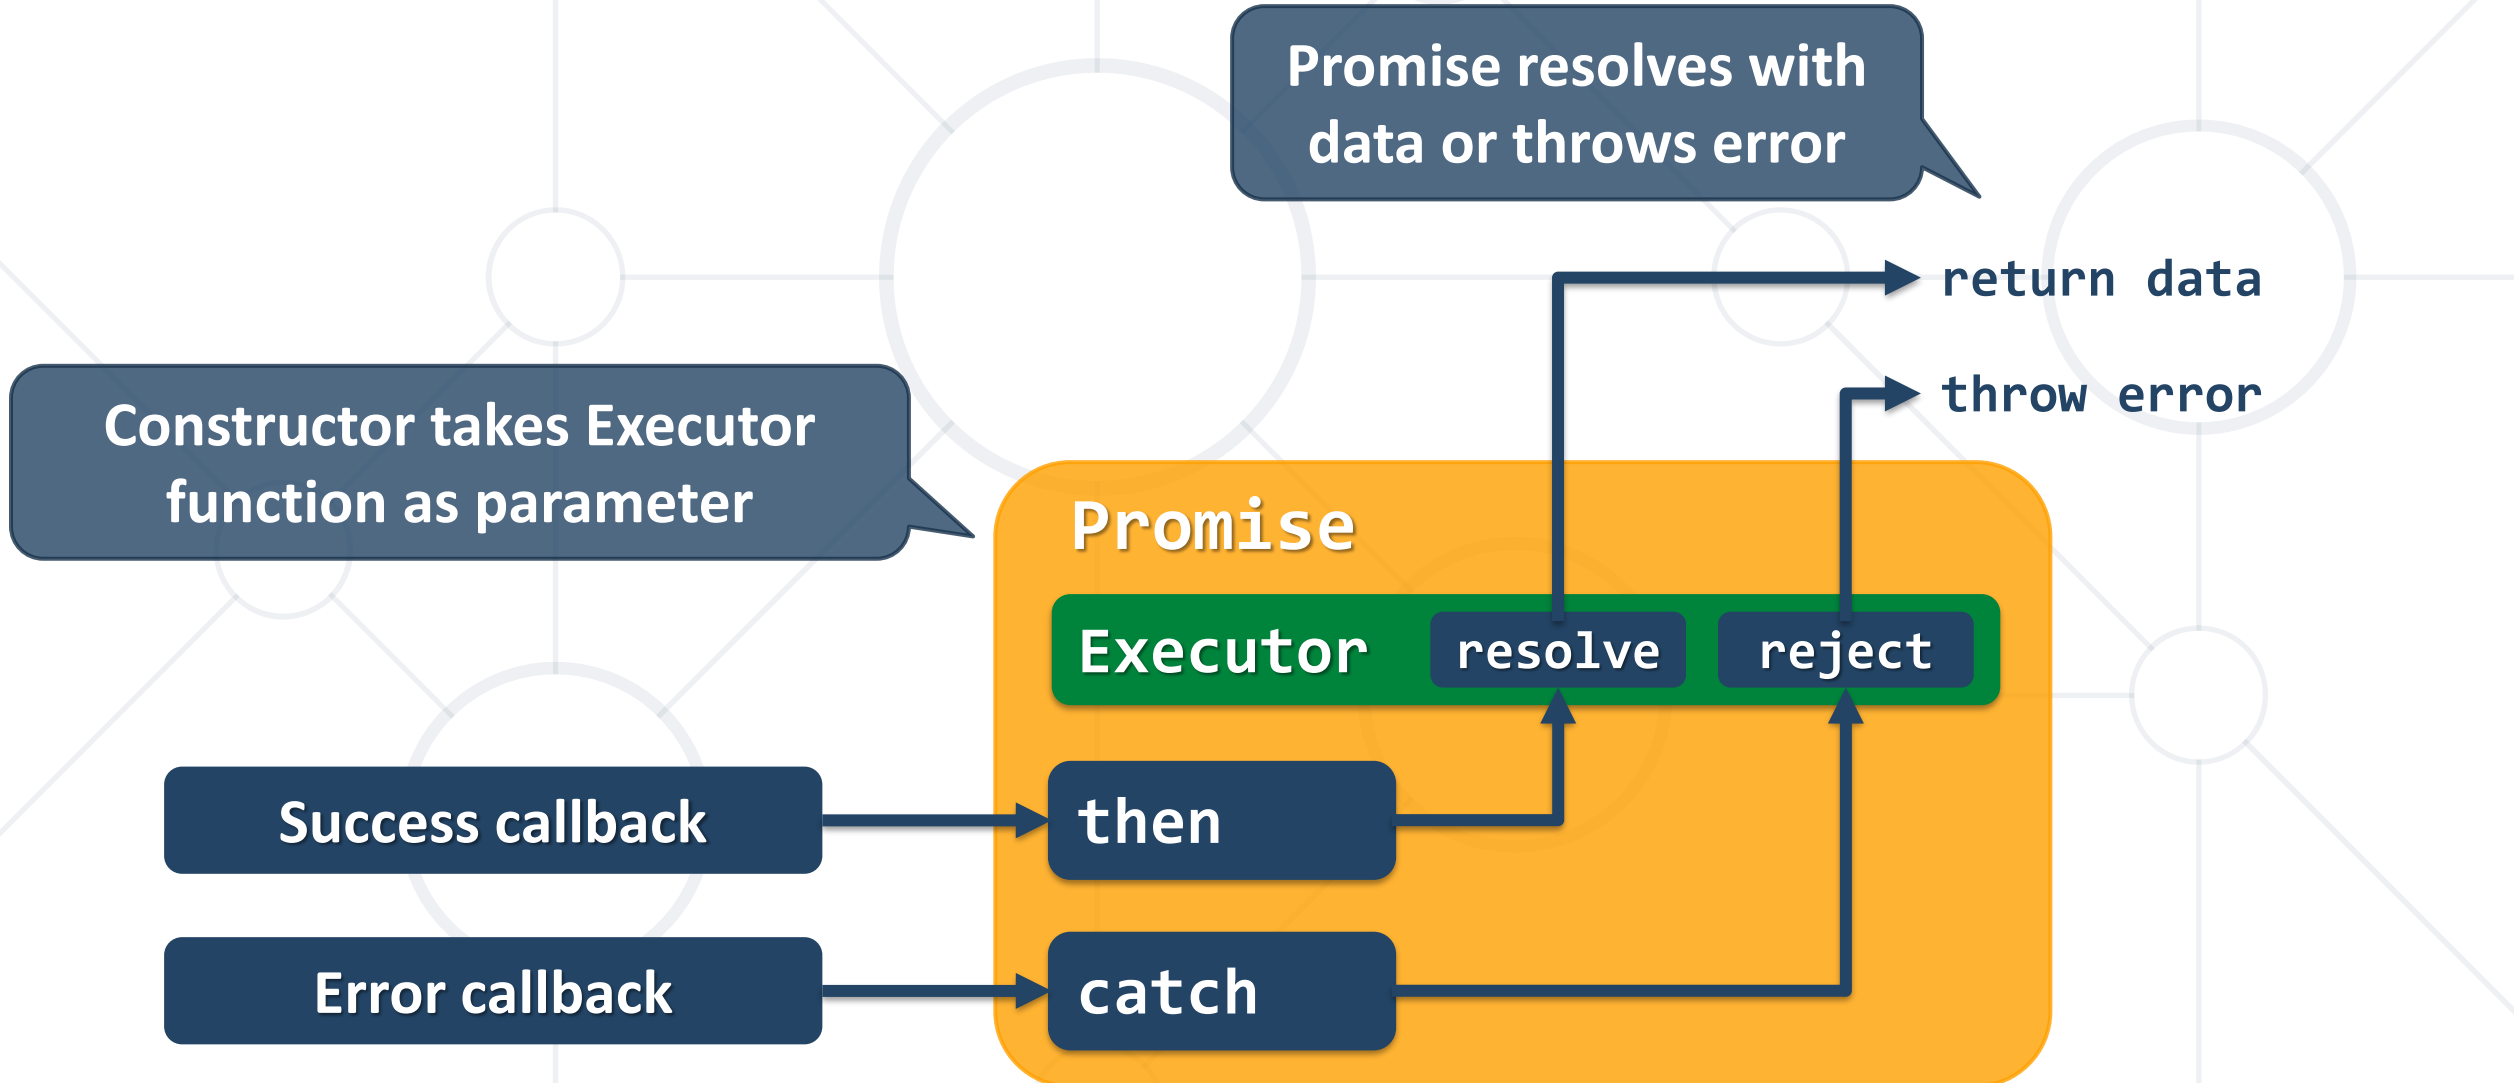 Promise resolves with
data or throws error
return data
throw error
Constructor takes Executor
function as parameter
Promise
Executor
resolve
reject
Success callback
then
Error callback
catch